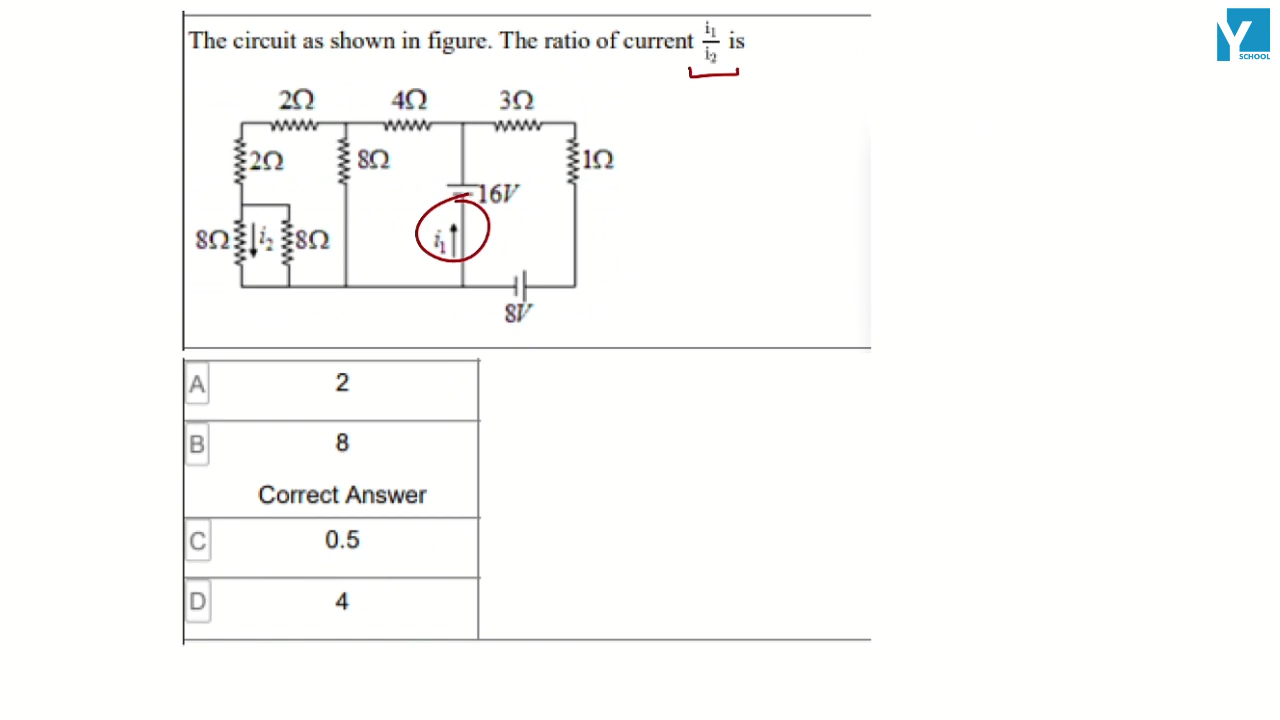 Y
SCHOOL
The circuit as shown in figure. The ratio of current i₁/i₂ is
2Ω 4Ω 3Ω
2Ω 8Ω 1Ω
16V
8Ω i₂ 8Ω i₁
8V
A 2
B 8
Correct Answer
C 0.5
D 4